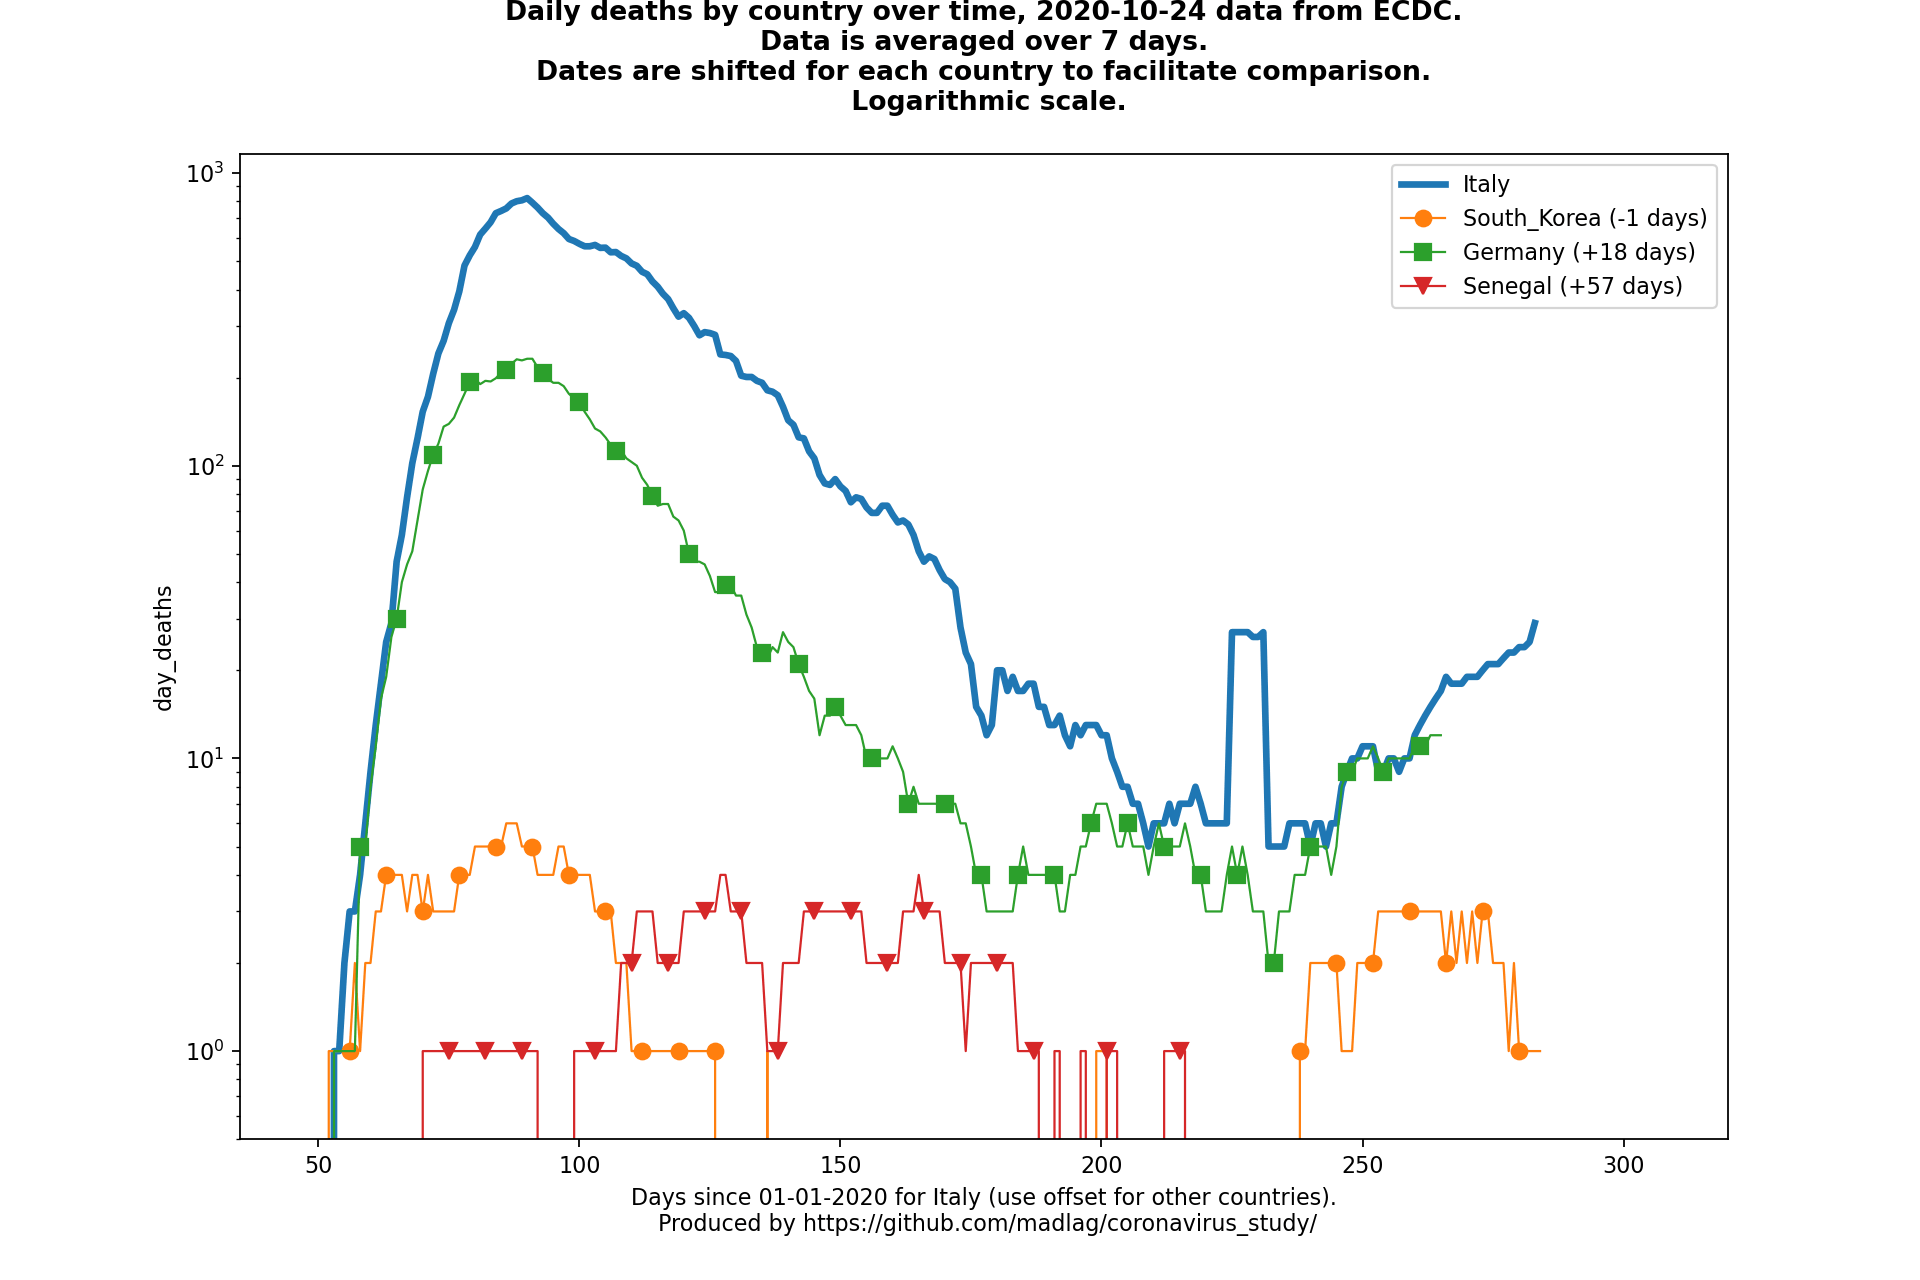 Daily deaths by country over time, 2020-10-24 data from ECDC.
Data is averaged over 7 days.
Dates are shifted for each country to facilitate comparison.
Logarithmic scale.
10³
10²
10¹
10⁰
day_deaths
Italy
South_Korea (-1 days)
Germany (+18 days)
Senegal (+57 days)
50
100
150
200
250
300
Days since 01-01-2020 for Italy (use offset for other countries).
Produced by https://github.com/madlag/coronavirus_study/